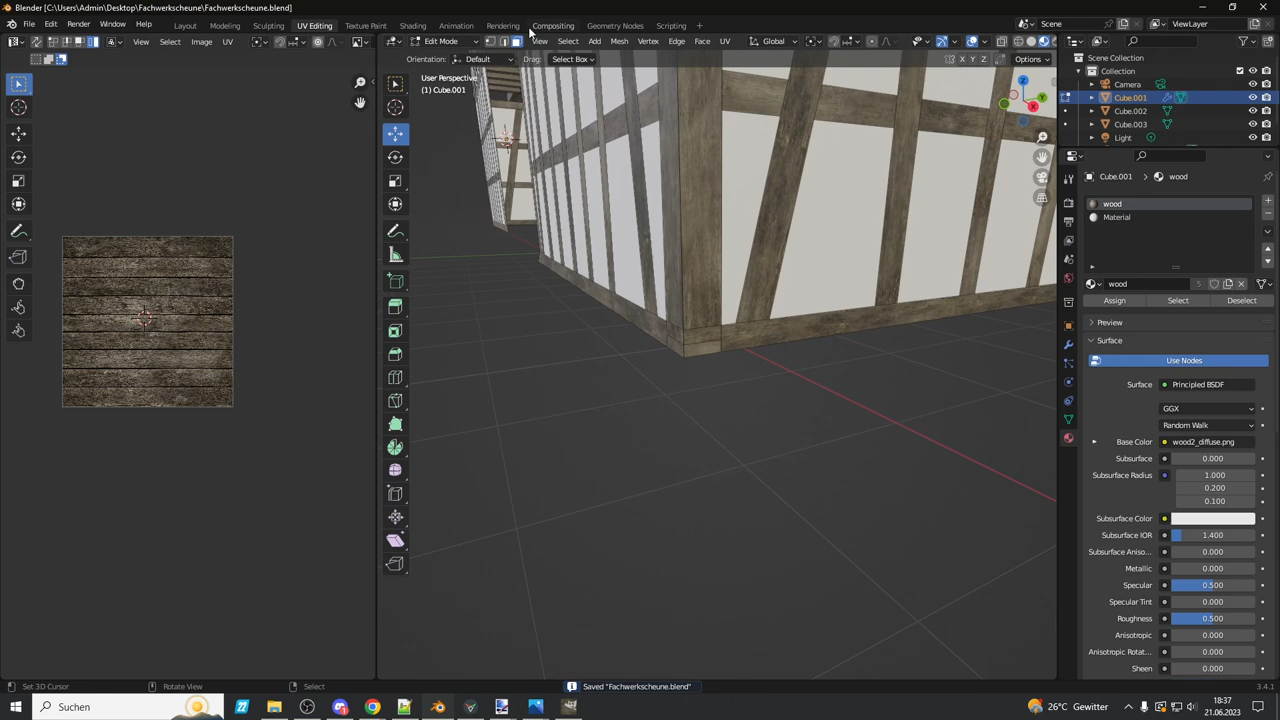 Blender [C:\Users\Admin\Desktop\Fachwerkscheune\Fachwerkscheune.blend]
File Edit Render Window Help Layout Modeling Sculpting UV Editing Texture Paint Shading Animation Rendering Compositing Geometry Nodes Scripting + Scene ViewLayer
View Select Image UV Edit Mode View Select Add Mesh Vertex Edge Face UV Global
Orientation: Default Drag: Select Box X Y Z Options
User Perspective
(1) Cube.001
Z
Y
X
Scene Collection
Collection
Camera
Cube.001
Cube.002
Cube.003
Light
Cube.001 > wood
wood
Material
wood 5
Assign Select Deselect
Preview
Surface
Use Nodes
Surface Principled BSDF
GGX
Random Walk
Base Color wood2_diffuse.png
Subsurface 0.000
Subsurface Radius 1.000
0.200
0.100
Subsurface Color
Subsurface IOR 1.400
Subsurface Aniso... 0.000
Metallic 0.000
Specular 0.500
Specular Tint 0.000
Roughness 0.500
Anisotropic 0.000
Anisotropic Rotat... 0.000
Sheen 0.000
Set 3D Cursor Rotate View Select Saved "Fachwerkscheune.blend" 3.4.1
Suchen 26°C Gewitter 18:37
21.06.2023